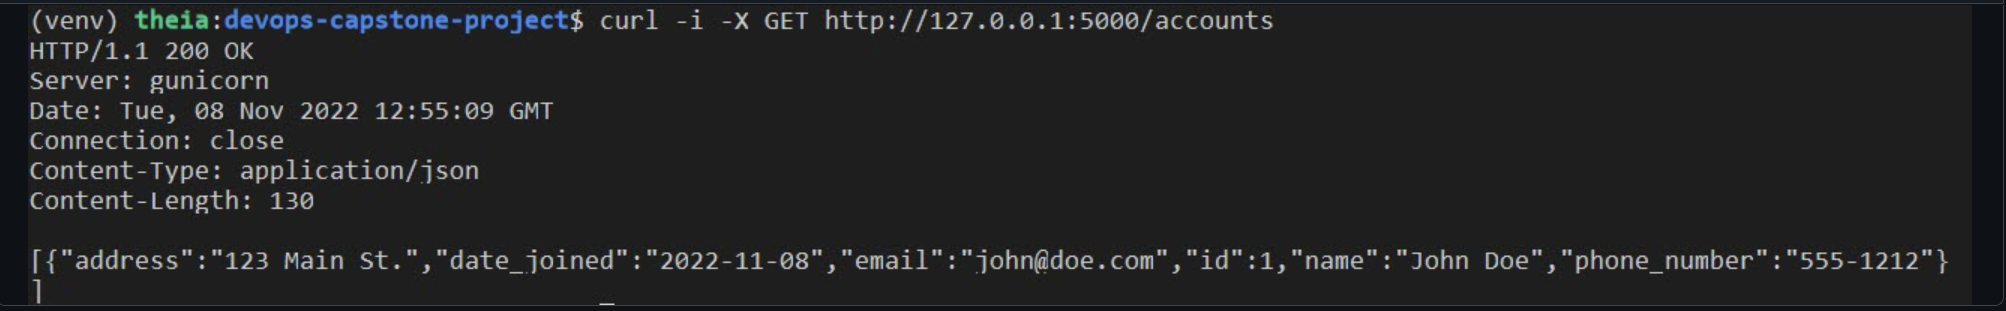 (venv) theia:devops-capstone-project$ curl -i -X GET http://127.0.0.1:5000/accounts
HTTP/1.1 200 OK
Server: gunicorn
Date: Tue, 08 Nov 2022 12:55:09 GMT
Connection: close
Content-Type: application/json
Content-Length: 130

[{"address":"123 Main St.","date_joined":"2022-11-08","email":"john@doe.com","id":1,"name":"John Doe","phone_number":"555-1212"}
]